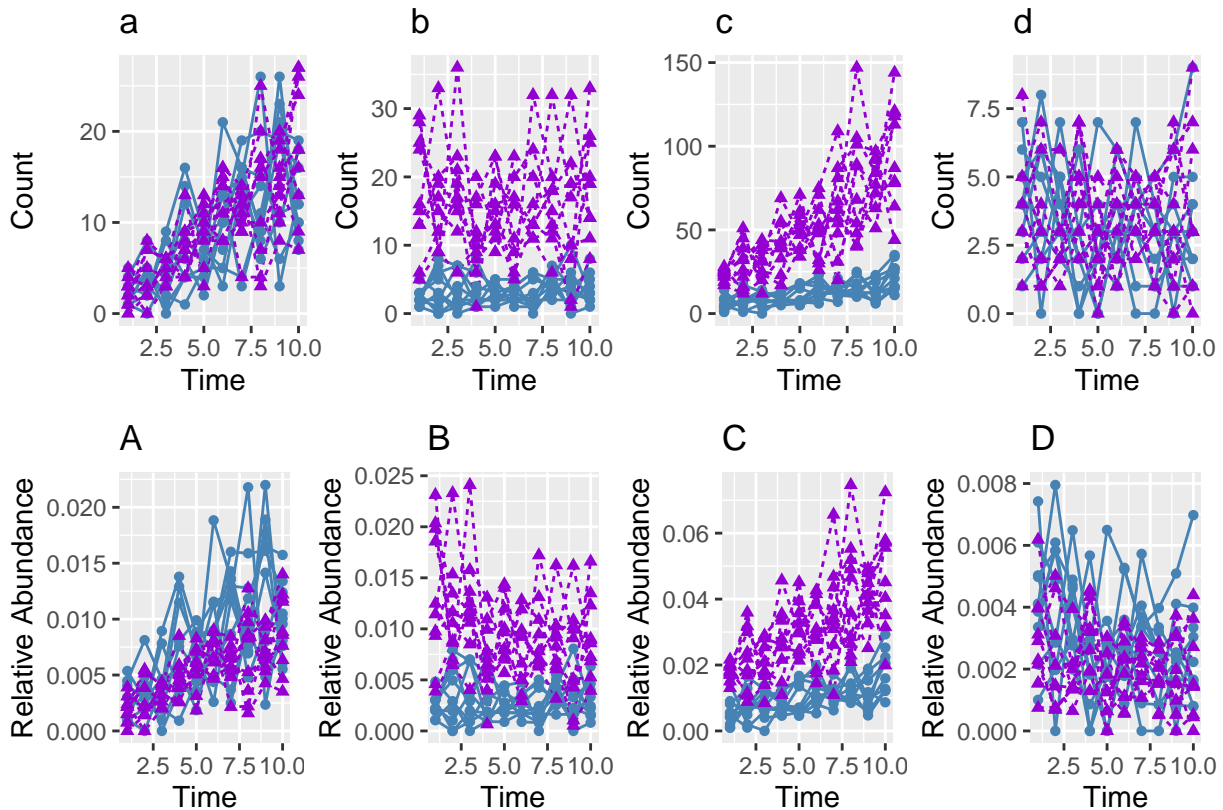 a b c d
Count Count Count Count
0 10 20
0 5 10 15 20 25 30 35
0 50 100 150
0.0 2.5 5.0 7.5
2.5 5.0 7.5 10.0 2.5 5.0 7.5 10.0 2.5 5.0 7.5 10.0 2.5 5.0 7.5 10.0
Time Time Time Time
A B C D
Relative Abundance Relative Abundance Relative Abundance Relative Abundance
0.000 0.005 0.010 0.015 0.020
0.000 0.005 0.010 0.015 0.020 0.025
0.00 0.02 0.04 0.06
0.000 0.002 0.004 0.006 0.008
2.5 5.0 7.5 10.0 2.5 5.0 7.5 10.0 2.5 5.0 7.5 10.0 2.5 5.0 7.5 10.0
Time Time Time Time